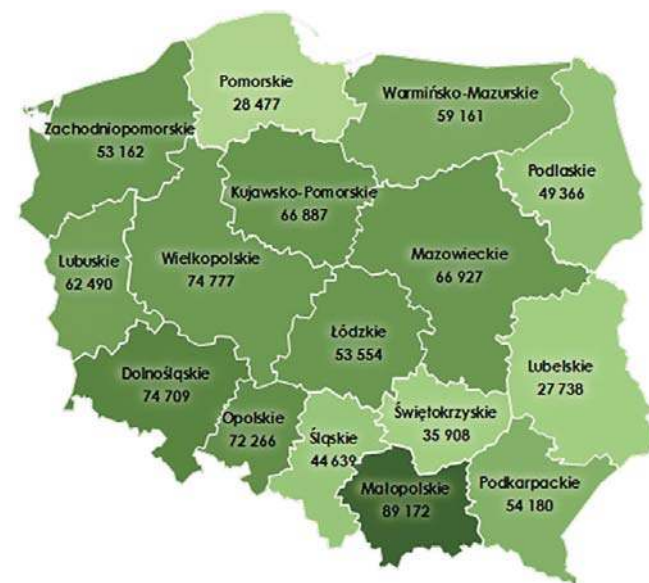 Pomorskie
28 477
Warmińsko-Mazurskie
59 161
Zachodniopomorskie
53 162
Podlaskie
49 366
Kujawsko-Pomorskie
66 887
Lubuskie
62 490
Wielkopolskie
74 777
Mazowieckie
66 927
Łódzkie
53 554
Lubelskie
27 738
Dolnośląskie
74 709
Opolskie
72 266
Śląskie
44 639
Świętokrzyskie
35 908
Małopolskie
89 172
Podkarpackie
54 180